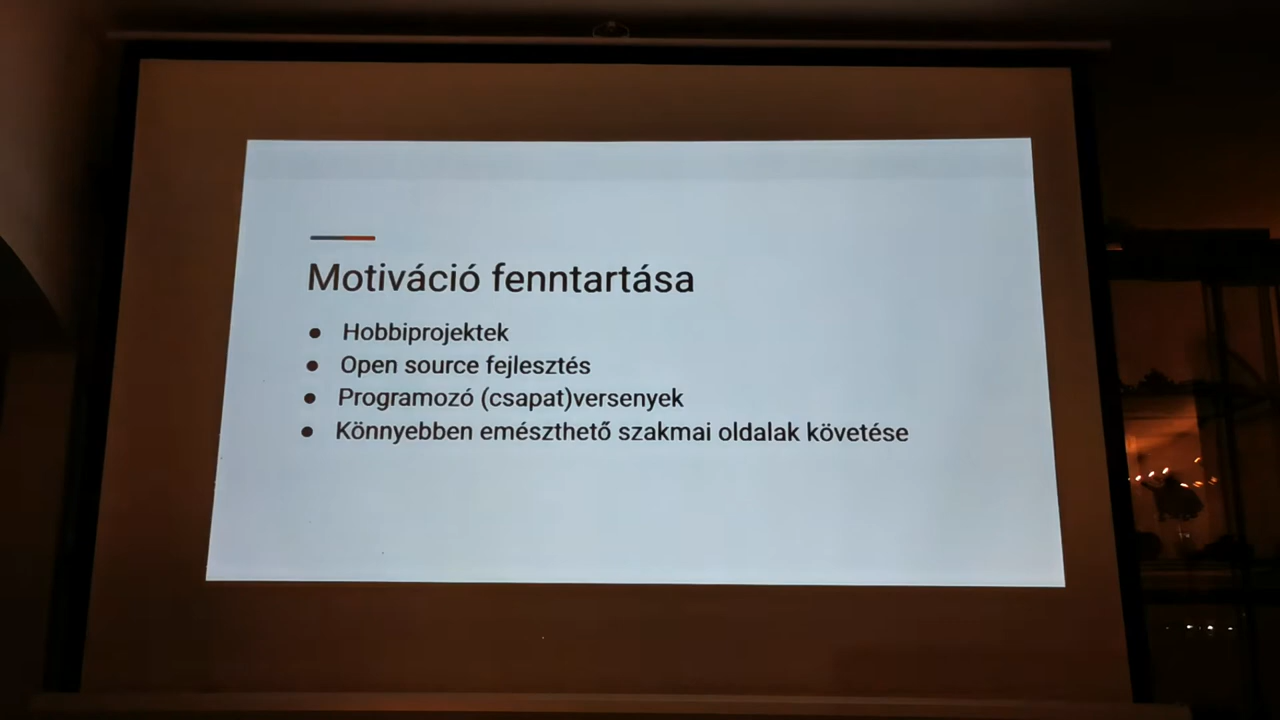 Motiváció fenntartása
● Hobbiprojektek
● Open source fejlesztés
● Programozó (csapat)versenyek
● Könnyebben emészthető szakmai oldalak követése